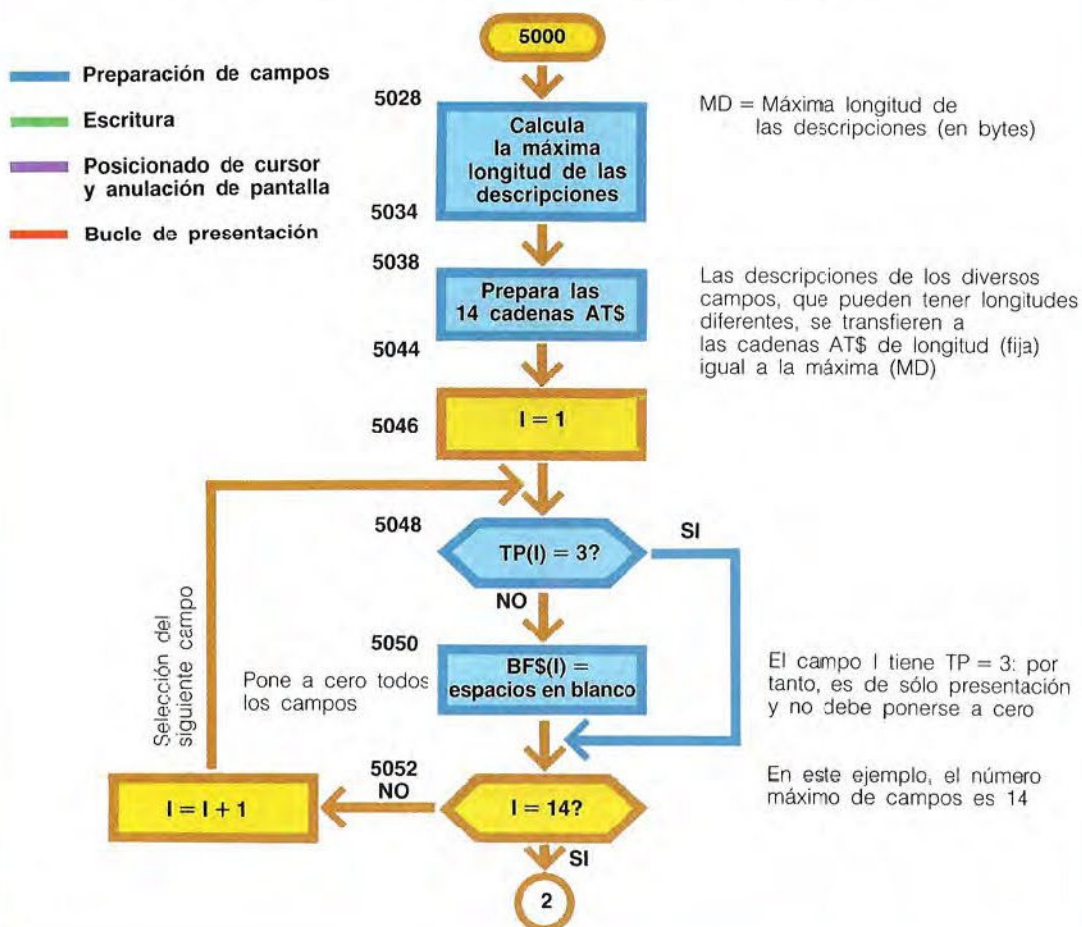 5000
Preparación de campos
Escritura
Posicionado de cursor
y anulación de pantalla
Bucle de presentación
5028
Calcula
la máxima
longitud de las
descripciones
5034
MD = Máxima longitud de
las descripciones (en bytes)
5038
Prepara las
14 cadenas AT$
5044
Las descripciones de los diversos
campos, que pueden tener longitudes
diferentes, se transfieren a
las cadenas AT$ de longitud (fija)
igual a la máxima (MD)
5046
I = 1
5048
TP(I) = 3?
SI
NO
5050
BF$(I) =
espacios en blanco
Pone a cero todos
los campos
Selección del
siguiente campo
El campo I tiene TP = 3: por
tanto, es de sólo presentación
y no debe ponerse a cero
5052
NO
I = I + 1
I = 14?
En este ejemplo, el número
máximo de campos es 14
SI
2